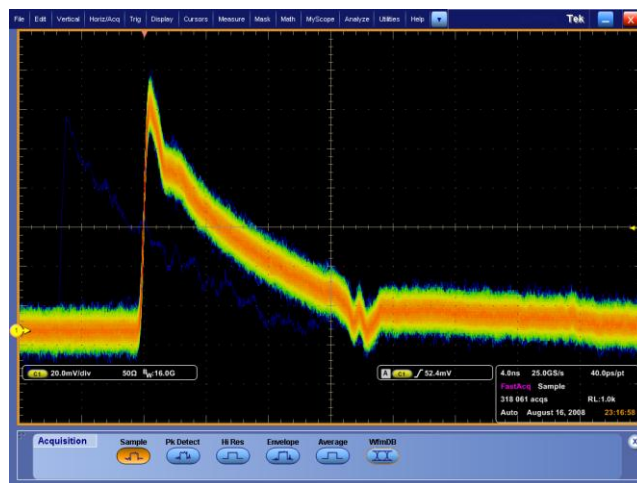 File Edit Vertical Horiz/Acq Trig Display Cursors Measure Mask Math MyScope Analyze Utilities Help Tek X
1
C1 20.0mV/div 50Ω BW:16.0G
A C1 52.4mV
4.0ns 25.0GS/s 40.0ps/pt
FastAcq Sample
318 061 acqs RL:1.0k
Auto August 16, 2008 23:16:58
Acquisition Sample Pk Detect Hi Res Envelope Average WfmDB X